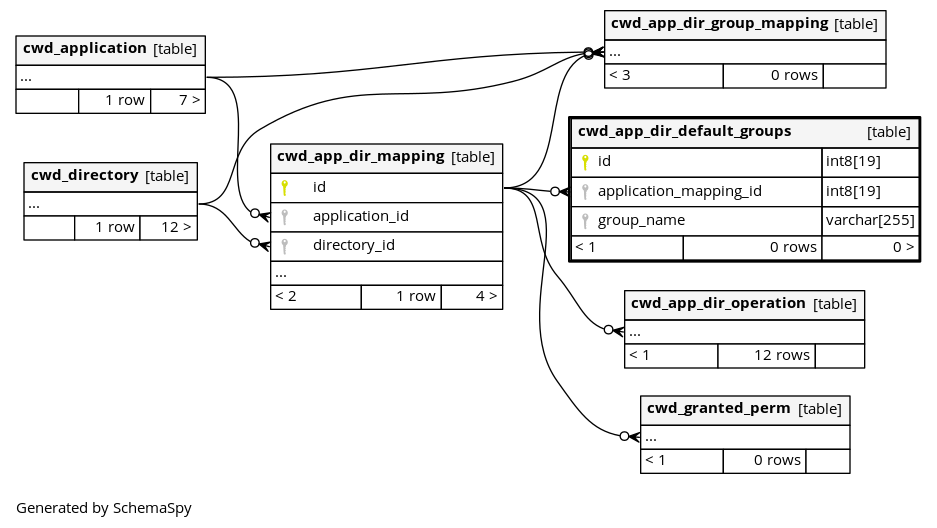 cwd_application [table]
...
1 row 7 >
cwd_directory [table]
...
1 row 12 >
cwd_app_dir_mapping [table]
id
application_id
directory_id
...
< 2 1 row 4 >
cwd_app_dir_group_mapping [table]
...
< 3 0 rows
cwd_app_dir_default_groups [table]
id int8[19]
application_mapping_id int8[19]
group_name varchar[255]
< 1 0 rows 0 >
cwd_app_dir_operation [table]
...
< 1 12 rows
cwd_granted_perm [table]
...
< 1 0 rows
Generated by SchemaSpy